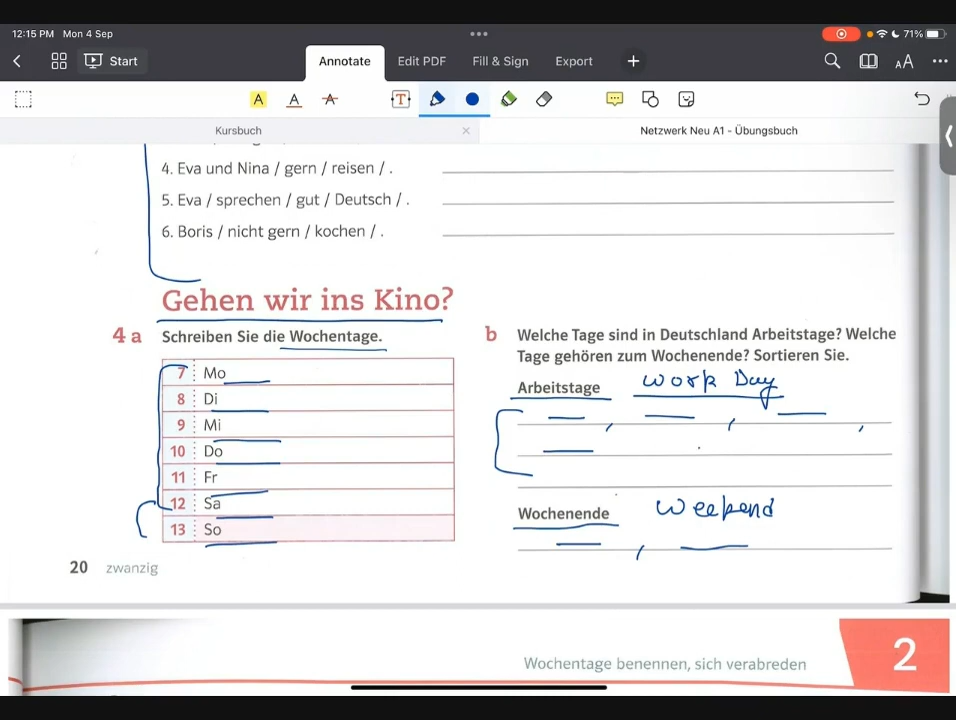 12:15 PM Mon 4 Sep
71%
Start
Annotate
Edit PDF
Fill & Sign
Export
AA
A A A T
Kursbuch
Netzwerk Neu A1 - Übungsbuch
4. Eva und Nina / gern / reisen / .
5. Eva / sprechen / gut / Deutsch / .
6. Boris / nicht gern / kochen / .
Gehen wir ins Kino?
4 a Schreiben Sie die Wochentage.
7 Mo
8 Di
9 Mi
10 Do
11 Fr
12 Sa
13 So
b Welche Tage sind in Deutschland Arbeitstage? Welche
Tage gehören zum Wochenende? Sortieren Sie.
Arbeitstage work Day
Wochenende Weekend
20 zwanzig
Wochentage benennen, sich verabreden 2